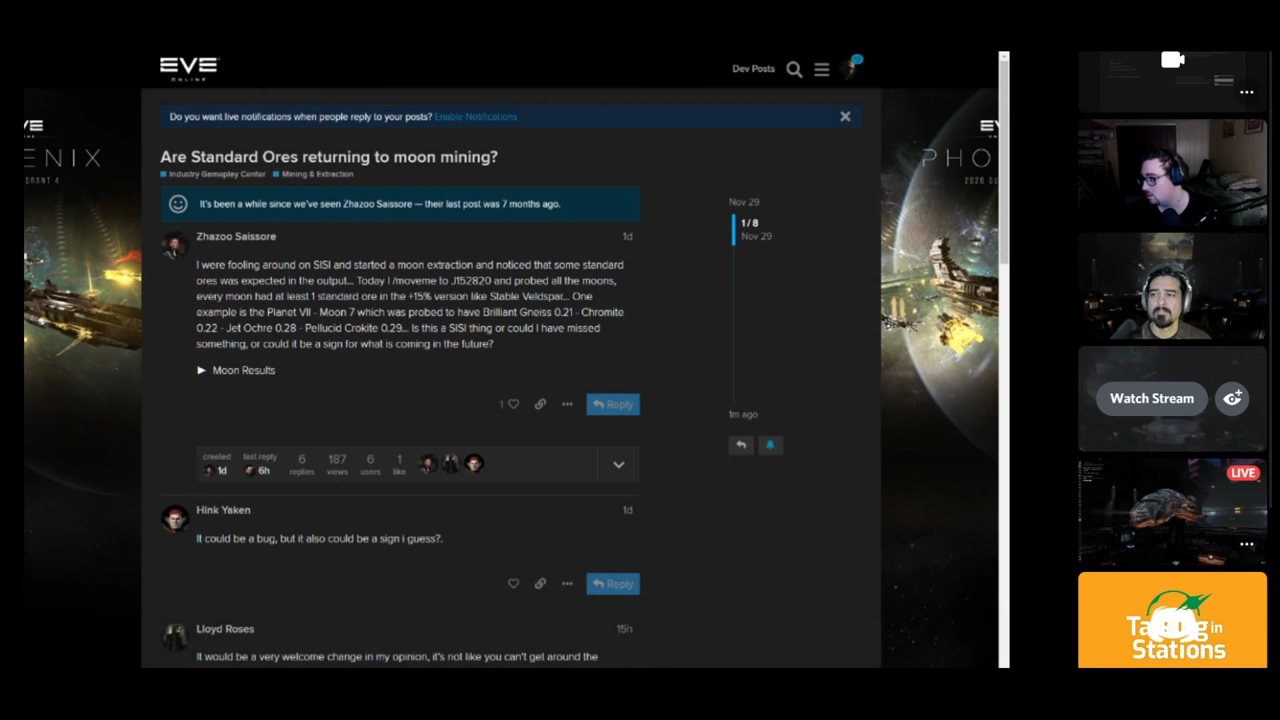 EVE
ONLINE
Dev Posts
Do you want live notifications when people reply to your posts? Enable Notifications
VE
ENIX
RANT 4
EV
PHO
2020 QU
Are Standard Ores returning to moon mining?
Industry Gameplay Center Mining & Extraction
It's been a while since we've seen Zhazoo Saissore — their last post was 7 months ago.
Zhazoo Saissore 1d
I were fooling around on SISI and started a moon extraction and noticed that some standard
ores was expected in the output... Today I /moveme to J152820 and probed all the moons,
every moon had at least 1 standard ore in the +15% version like Stable Veldspar... One
example is the Planet VII - Moon 7 which was probed to have Brilliant Gneiss 0.21 - Chromite
0.22 - Jet Ochre 0.28 - Pellucid Crokite 0.29... Is this a SISI thing or could I have missed
something, or could it be a sign for what is coming in the future?
Moon Results
1 Reply
created last reply 6 187 6 1
1d 6h replies views users like
Nov 29
1 / 8
Nov 29
1m ago
Hink Yaken 1d
It could be a bug, but it also could be a sign i guess?.
Reply
Lloyd Roses 15h
It would be a very welcome change in my opinion, it's not like you can't get around the
Watch Stream
LIVE
in
Stations